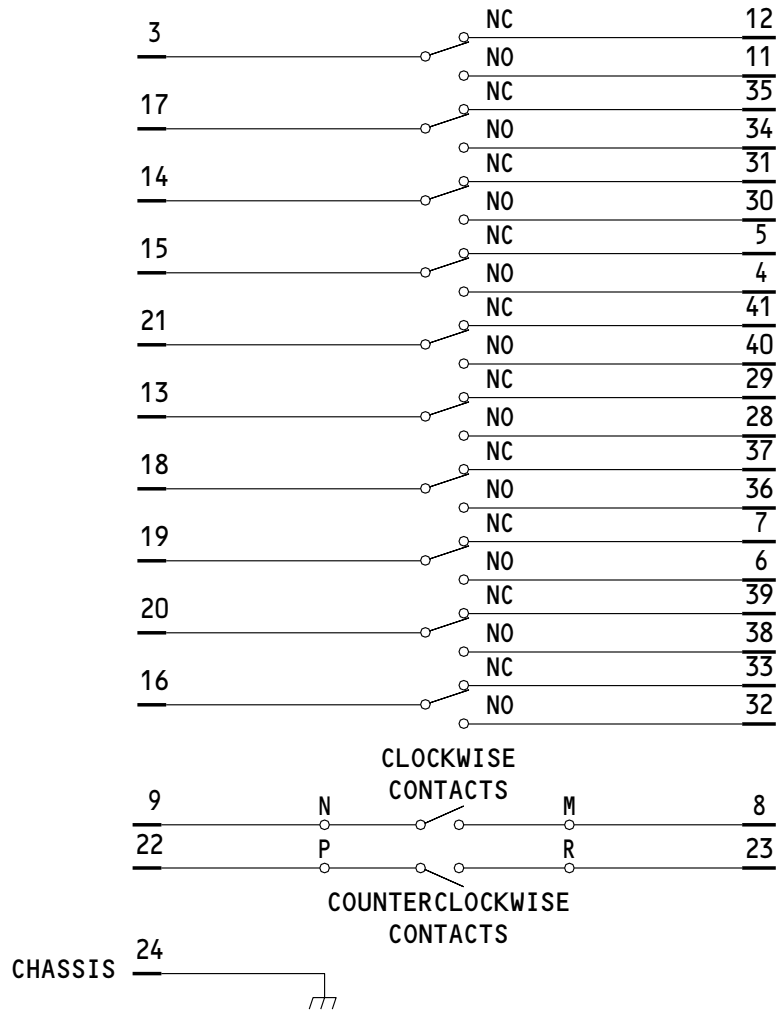 NC 12
3
NO 11
NC 35
17
NO 34
NC 31
14
NO 30
NC 5
15
NO 4
NC 41
21
NO 40
NC 29
13
NO 28
NC 37
18
NO 36
NC 7
19
NO 6
NC 39
20
NO 38
NC 33
16
NO 32
CLOCKWISE
CONTACTS
9 N M 8
22 P R 23
COUNTERCLOCKWISE
CONTACTS
24
CHASSIS